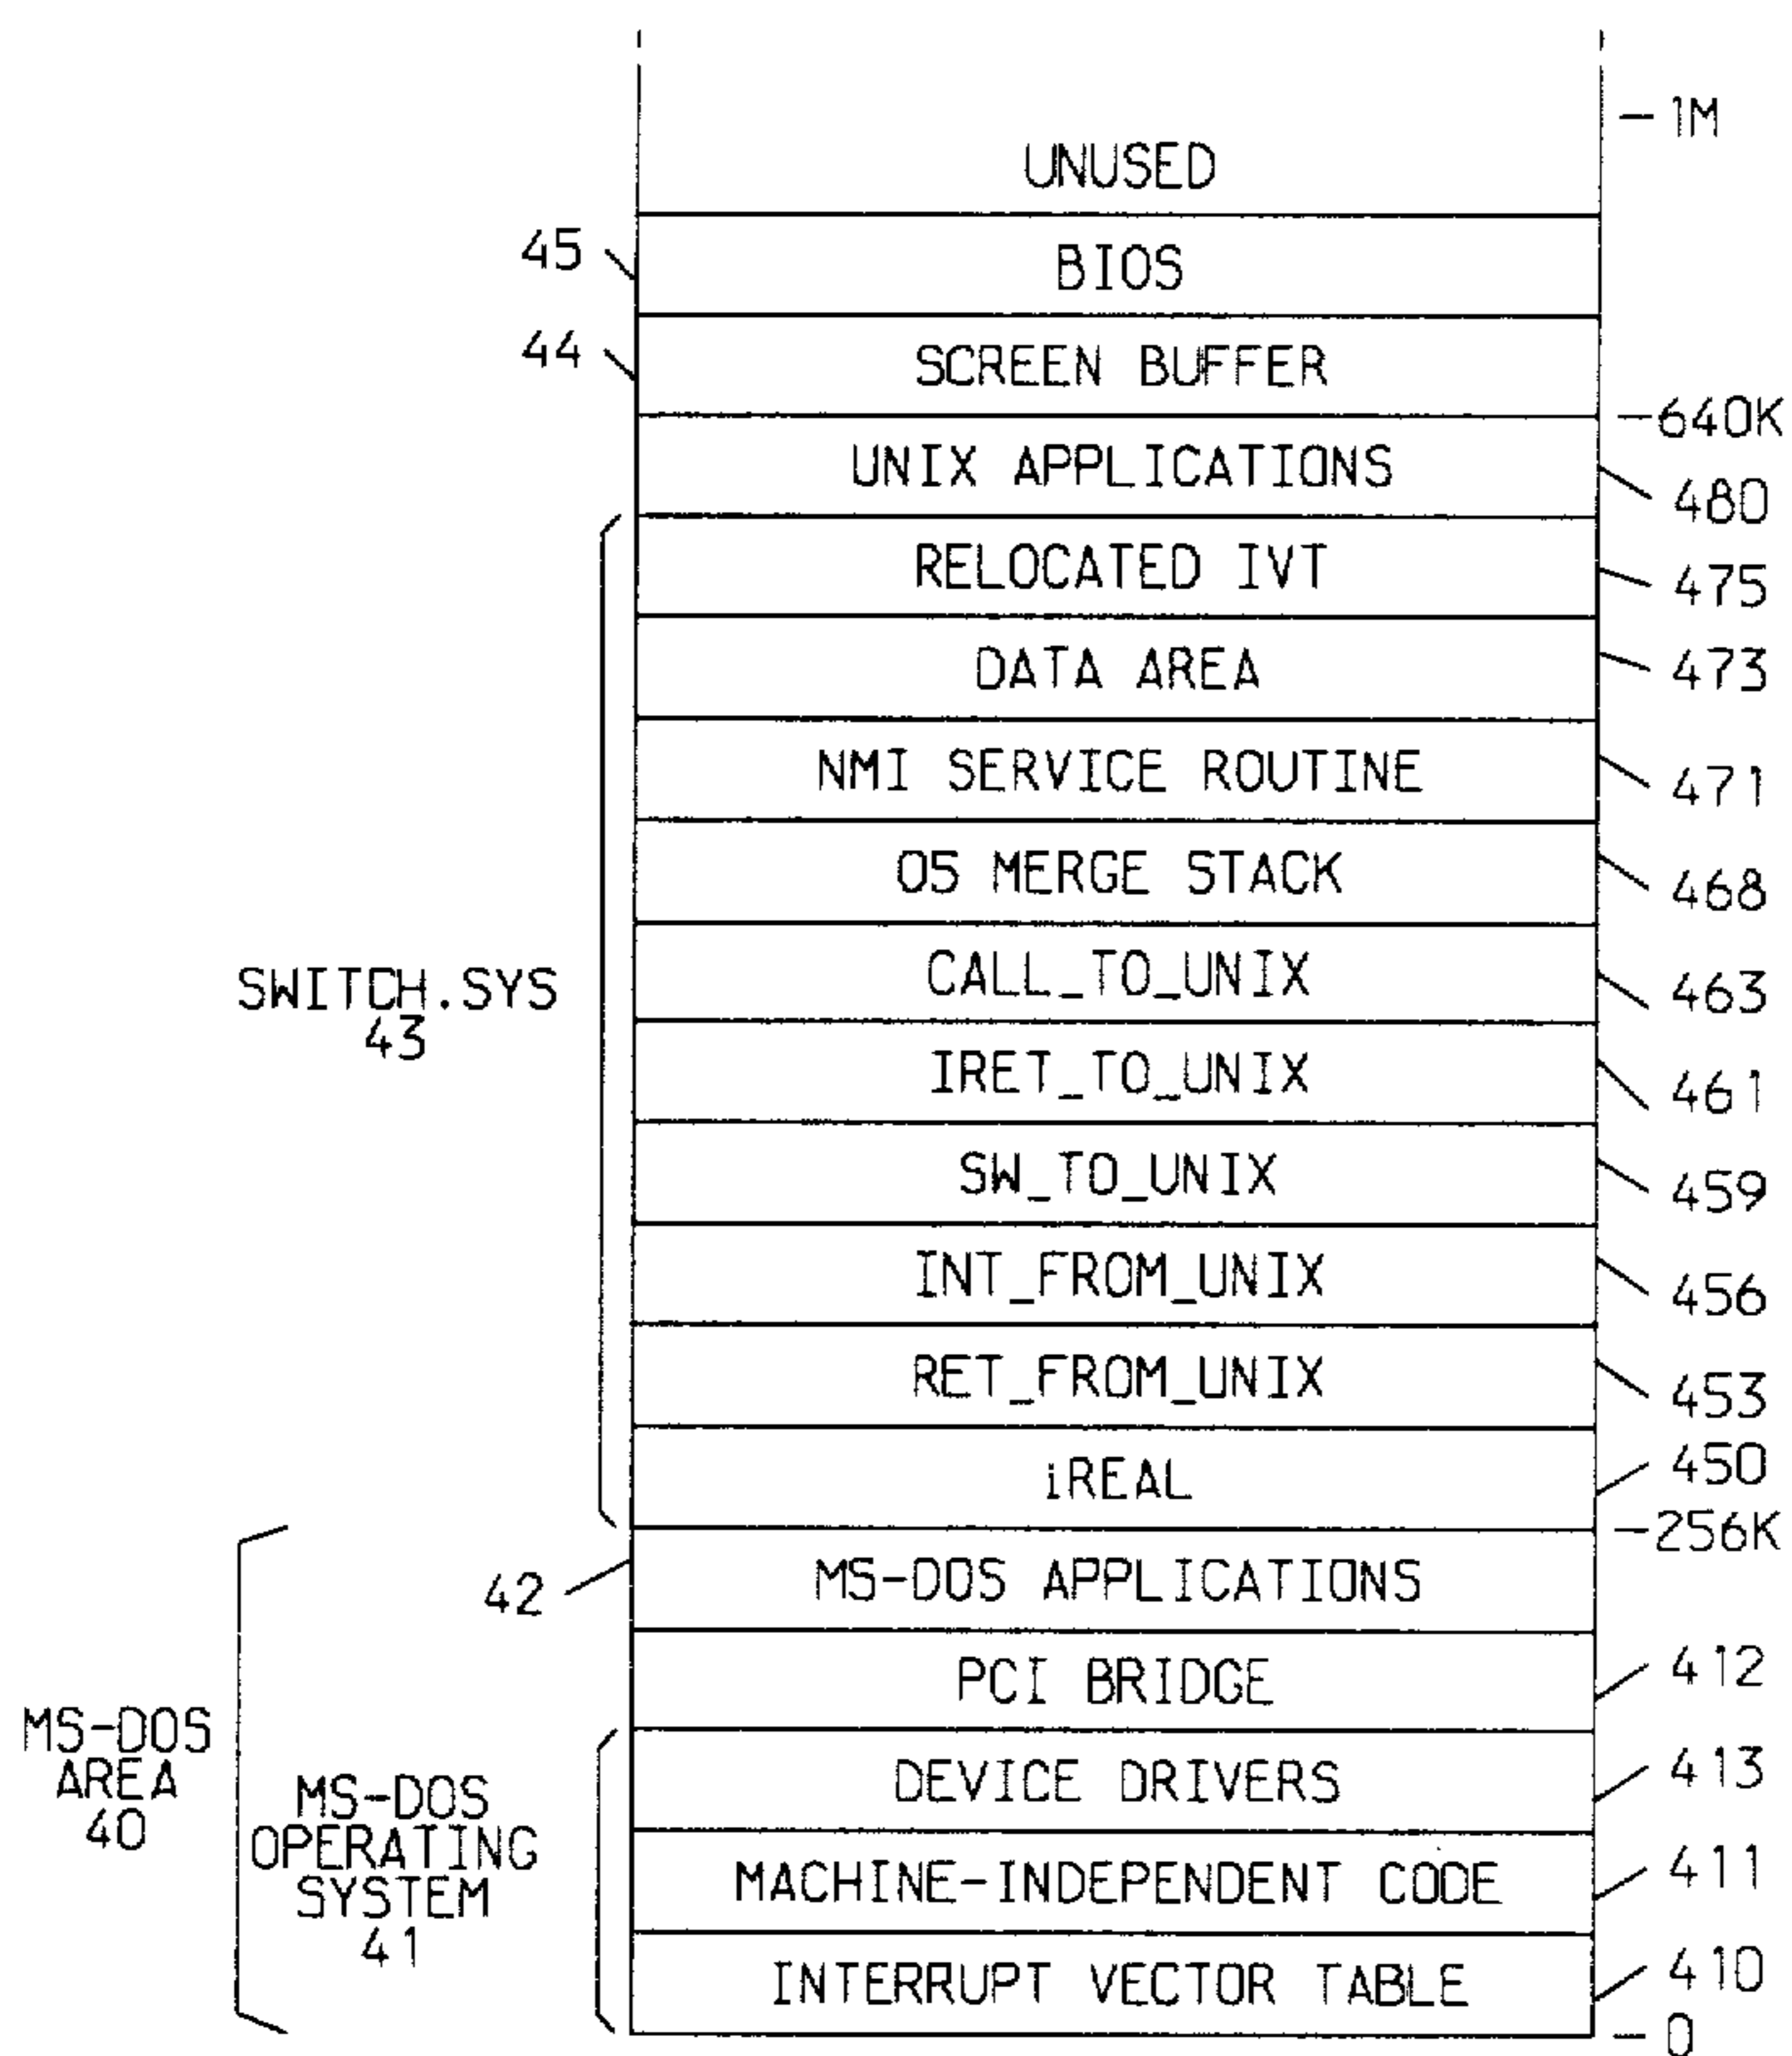 - 1M
UNUSED
45
BIOS
44
SCREEN BUFFER
-640K
UNIX APPLICATIONS
480
RELOCATED IVT
475
DATA AREA
473
NMI SERVICE ROUTINE
471
OS MERGE STACK
468
CALL_TO_UNIX
463
SWITCH.SYS
43
IRET_TO_UNIX
461
SW_TO_UNIX
459
INT_FROM_UNIX
456
RET_FROM_UNIX
453
iREAL
450
-256K
42
MS-DOS APPLICATIONS
PCI BRIDGE
412
MS-DOS
AREA
40
DEVICE DRIVERS
413
MS-DOS
OPERATING
SYSTEM
41
MACHINE-INDEPENDENT CODE
411
INTERRUPT VECTOR TABLE
410
- 0